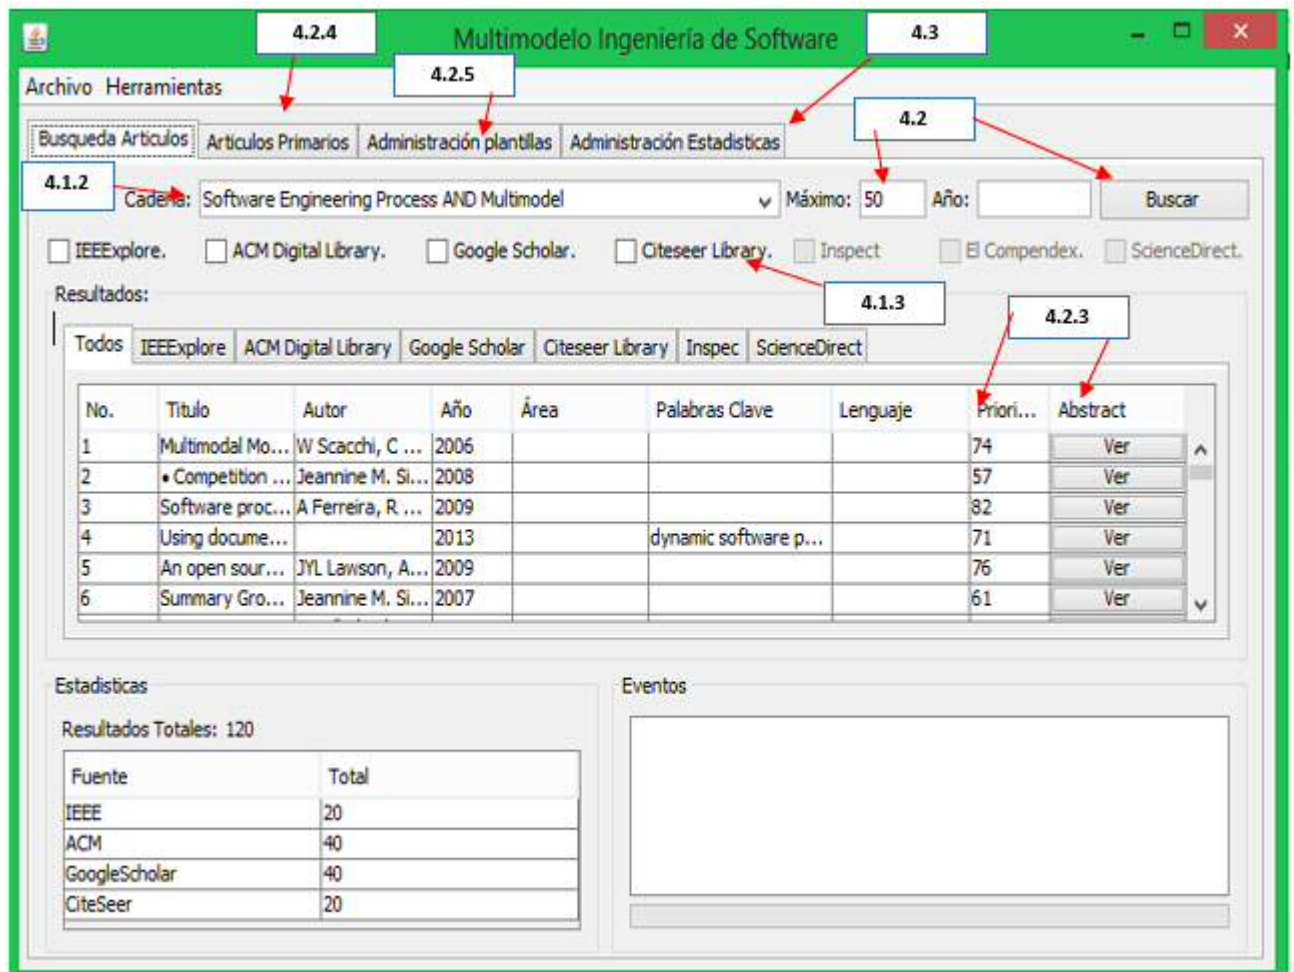 4.2.4 Multimodelo Ingeniería de Software 4.3
Archivo Herramientas 4.2.5
4.2
Busqueda Articulos Articulos Primarios Administración plantillas Administración Estadisticas
4.1.2
Cadena: Software Engineering Process AND Multimodel Máximo: 50 Año: Buscar
IEEExplore. ACM Digital Library. Google Scholar. Citeseer Library. Inspect El Compendex. ScienceDirect.
Resultados: 4.1.3 4.2.3
Todos IEEExplore ACM Digital Library Google Scholar Citeseer Library Inspec ScienceDirect
No. Titulo Autor Año Área Palabras Clave Lenguaje Priori... Abstract
1 Multimodal Mo... W Scacchi, C ... 2006 74 Ver
2 • Competition ... Jeannine M. Si... 2008 57 Ver
3 Software proc... A Ferreira, R ... 2009 82 Ver
4 Using docume... 2013 dynamic software p... 71 Ver
5 An open sour... JYL Lawson, A... 2009 76 Ver
6 Summary Gro... Jeannine M. Si... 2007 61 Ver
Estadisticas Eventos
Resultados Totales: 120
Fuente Total
IEEE 20
ACM 40
GoogleScholar 40
CiteSeer 20